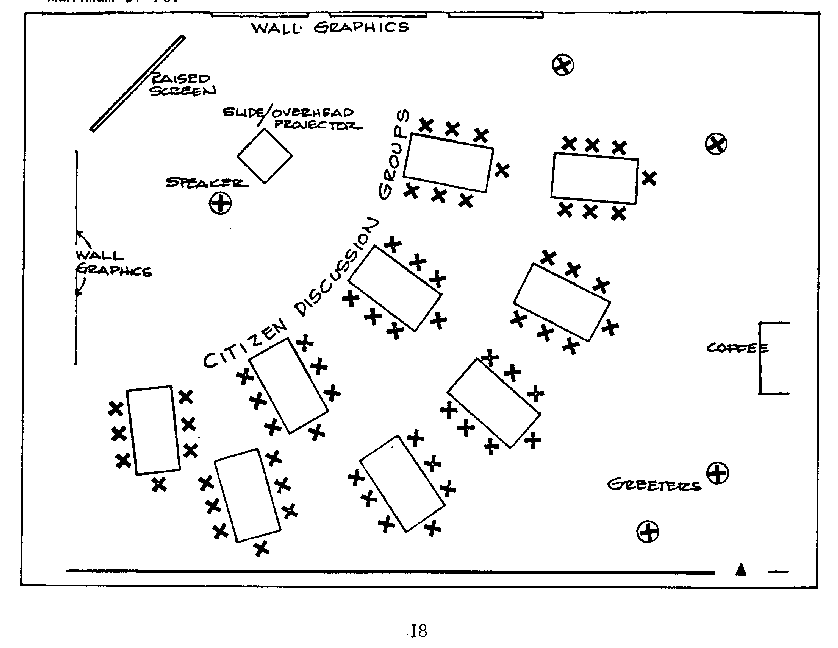 WALL GRAPHICS
RAISED
SCREEN
SLIDE/OVERHEAD
PROJECTOR
SPEAKER
WALL
GRAPHICS
CITIZEN DISCUSSION GROUPS
COFFEE
GREETERS
18